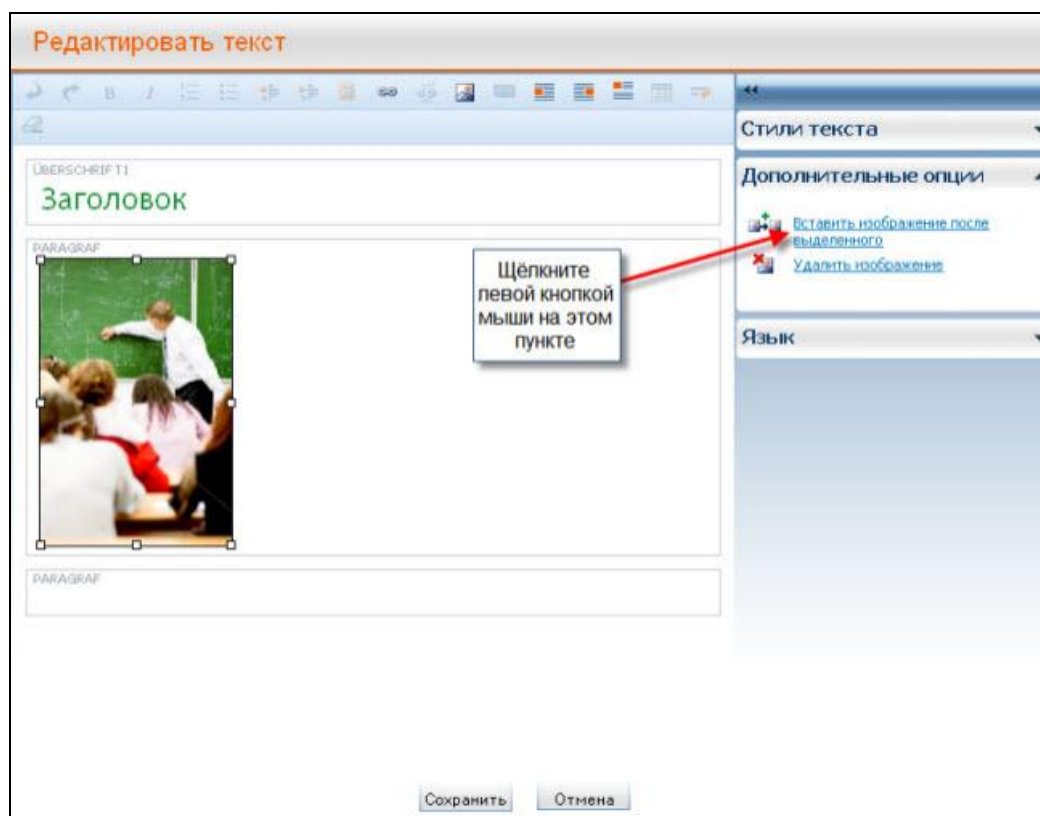 Редактировать текст
B I
Стили текста
Дополнительные опции
ÜBERSCHRIFT1
Заголовок
Вставить изображение после
выделенного
Удалить изображение
PARAGRAF
Щёлкните
левой кнопкой
мыши на этом
пункте
Язык
PARAGRAF
Сохранить Отмена